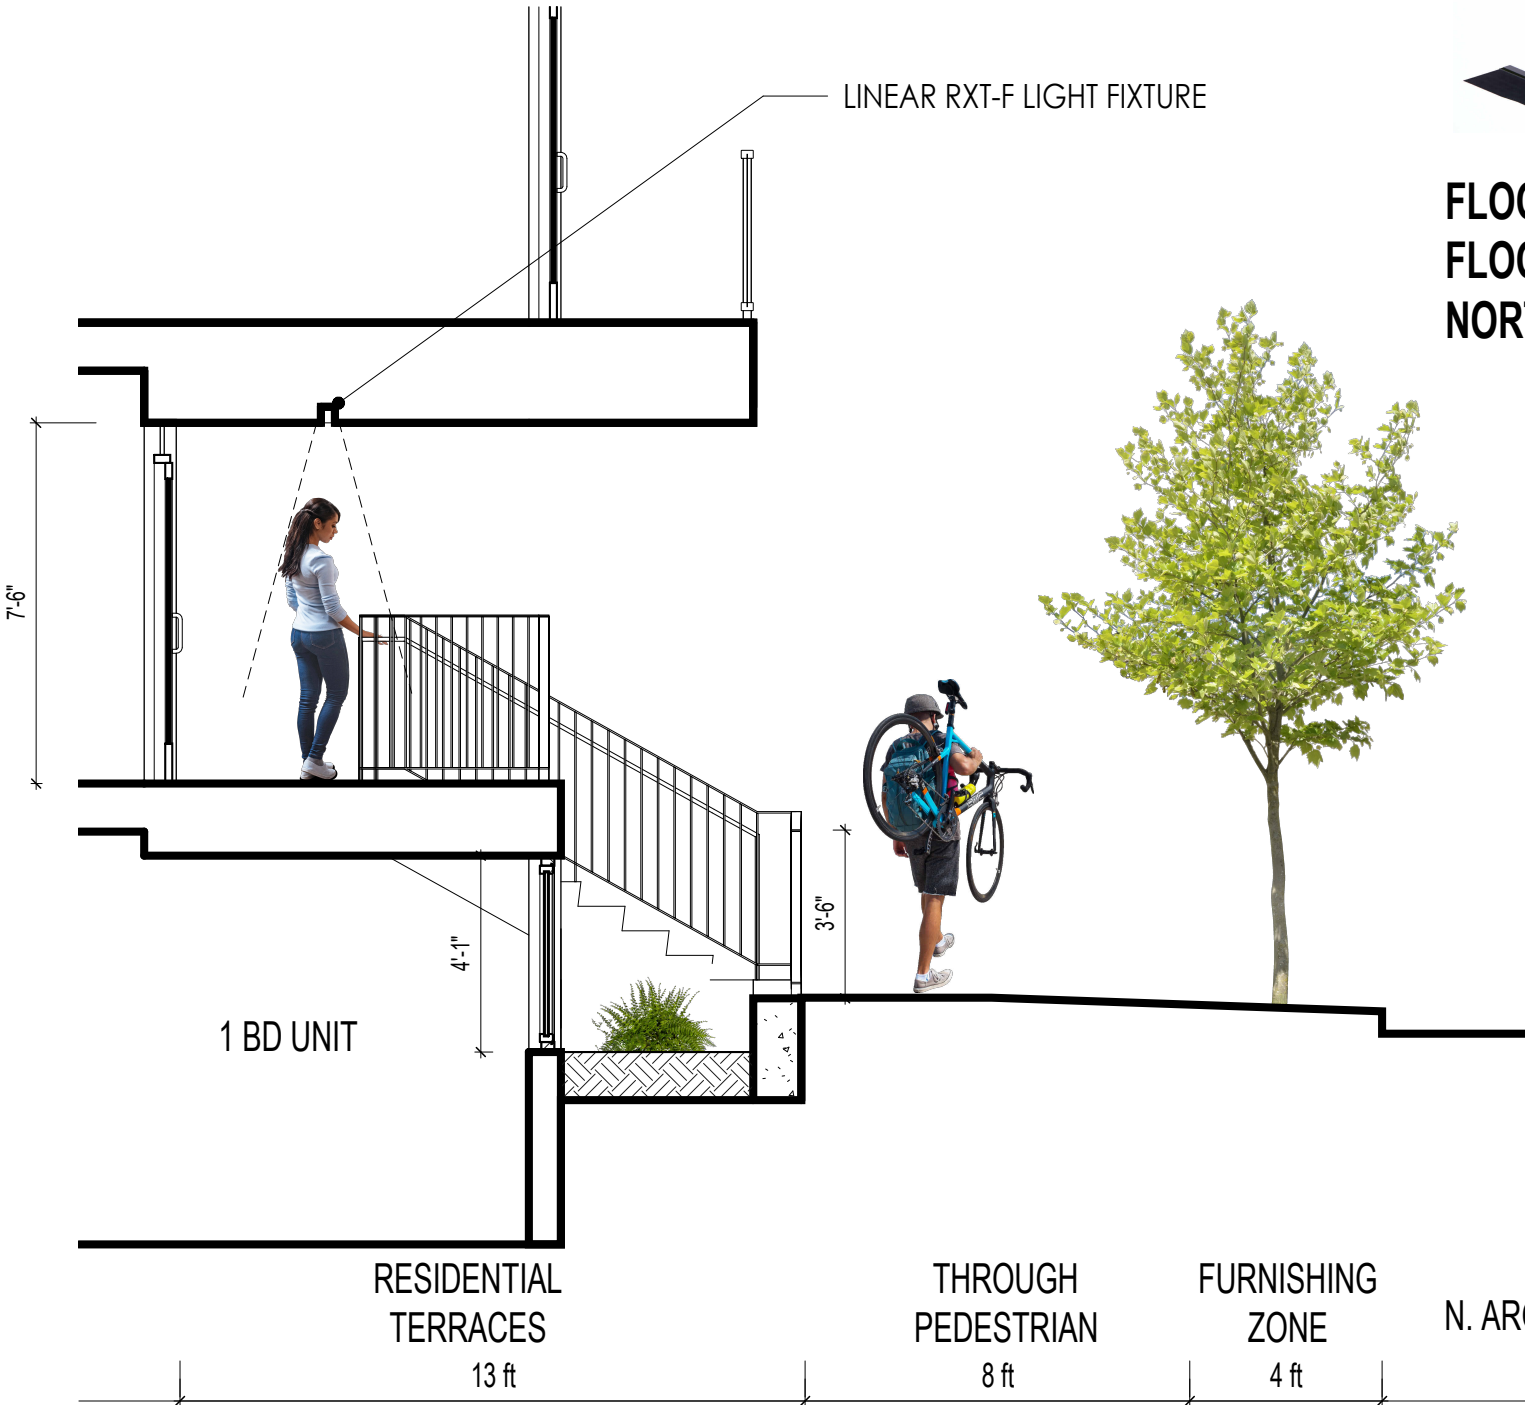 LINEAR RXT-F LIGHT FIXTURE
7'-6"
4'-1"
3'-6"
1 BD UNIT
RESIDENTIAL
TERRACES
13 ft
THROUGH
PEDESTRIAN
8 ft
FURNISHING
ZONE
4 ft
N.